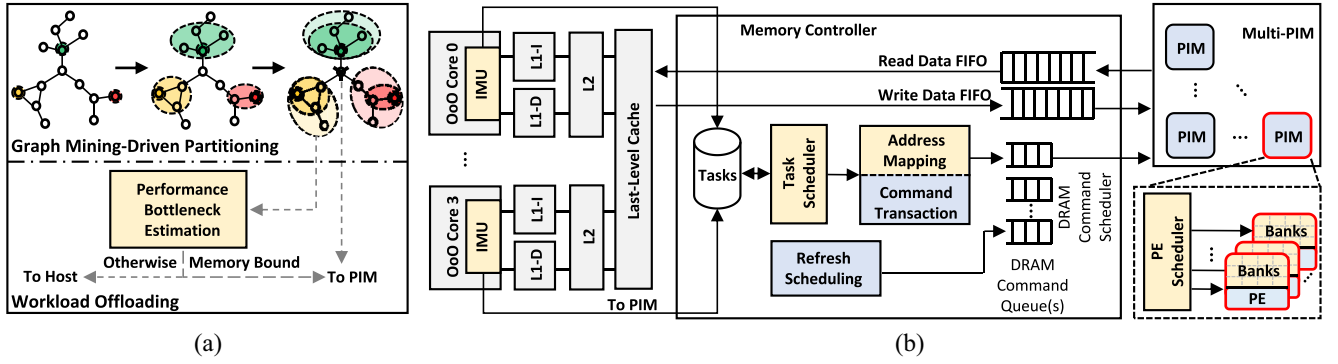 Graph Mining-Driven Partitioning
Performance
Bottleneck
Estimation
Otherwise
Memory Bound
To Host
To PIM
Workload Offloading
(a)
OoO Core 0
IMU
L1-I
L1-D
L2
OoO Core 3
IMU
L1-I
L1-D
L2
Last-Level Cache
To PIM
Memory Controller
Read Data FIFO
Write Data FIFO
Tasks
Task
Scheduler
Address
Mapping
Command
Transaction
Refresh
Scheduling
DRAM
Command
Scheduler
DRAM
Command
Queue(s)
PIM
Multi-PIM
PIM
PIM
PE
Scheduler
Banks
Banks
PE
(b)